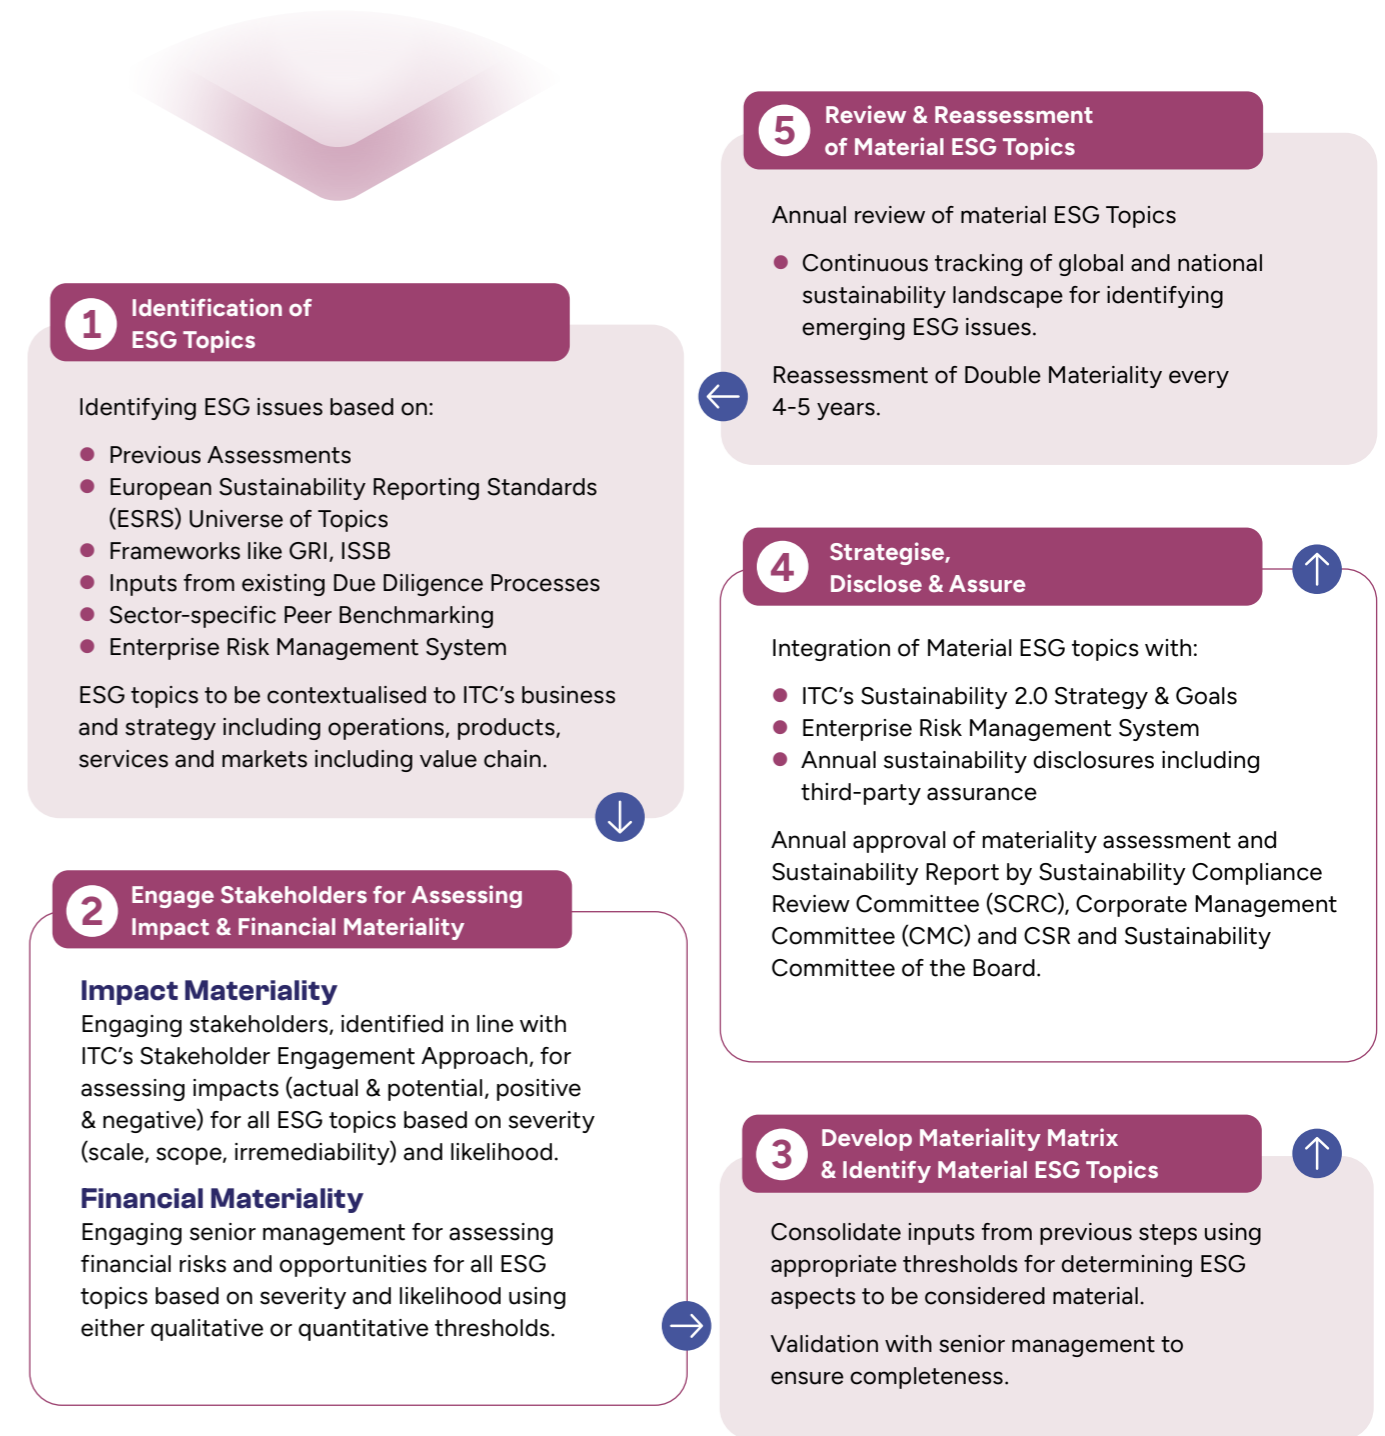 1
Identification of
ESG Topics
Identifying ESG issues based on:
● Previous Assessments
● European Sustainability Reporting Standards
(ESRS) Universe of Topics
● Frameworks like GRI, ISSB
● Inputs from existing Due Diligence Processes
● Sector-specific Peer Benchmarking
● Enterprise Risk Management System
ESG topics to be contextualised to ITC’s business
and strategy including operations, products,
services and markets including value chain.
2
Engage Stakeholders for Assessing
Impact & Financial Materiality
Impact Materiality
Engaging stakeholders, identified in line with
ITC’s Stakeholder Engagement Approach, for
assessing impacts (actual & potential, positive
& negative) for all ESG topics based on severity
(scale, scope, irremediability) and likelihood.
Financial Materiality
Engaging senior management for assessing
financial risks and opportunities for all ESG
topics based on severity and likelihood using
either qualitative or quantitative thresholds.
3
Develop Materiality Matrix
& Identify Material ESG Topics
Consolidate inputs from previous steps using
appropriate thresholds for determining ESG
aspects to be considered material.
Validation with senior management to
ensure completeness.
4
Strategise,
Disclose & Assure
Integration of Material ESG topics with:
● ITC’s Sustainability 2.0 Strategy & Goals
● Enterprise Risk Management System
● Annual sustainability disclosures including
third-party assurance
Annual approval of materiality assessment and
Sustainability Report by Sustainability Compliance
Review Committee (SCRC), Corporate Management
Committee (CMC) and CSR and Sustainability
Committee of the Board.
5
Review & Reassessment
of Material ESG Topics
Annual review of material ESG Topics
● Continuous tracking of global and national
sustainability landscape for identifying
emerging ESG issues.
Reassessment of Double Materiality every
4-5 years.